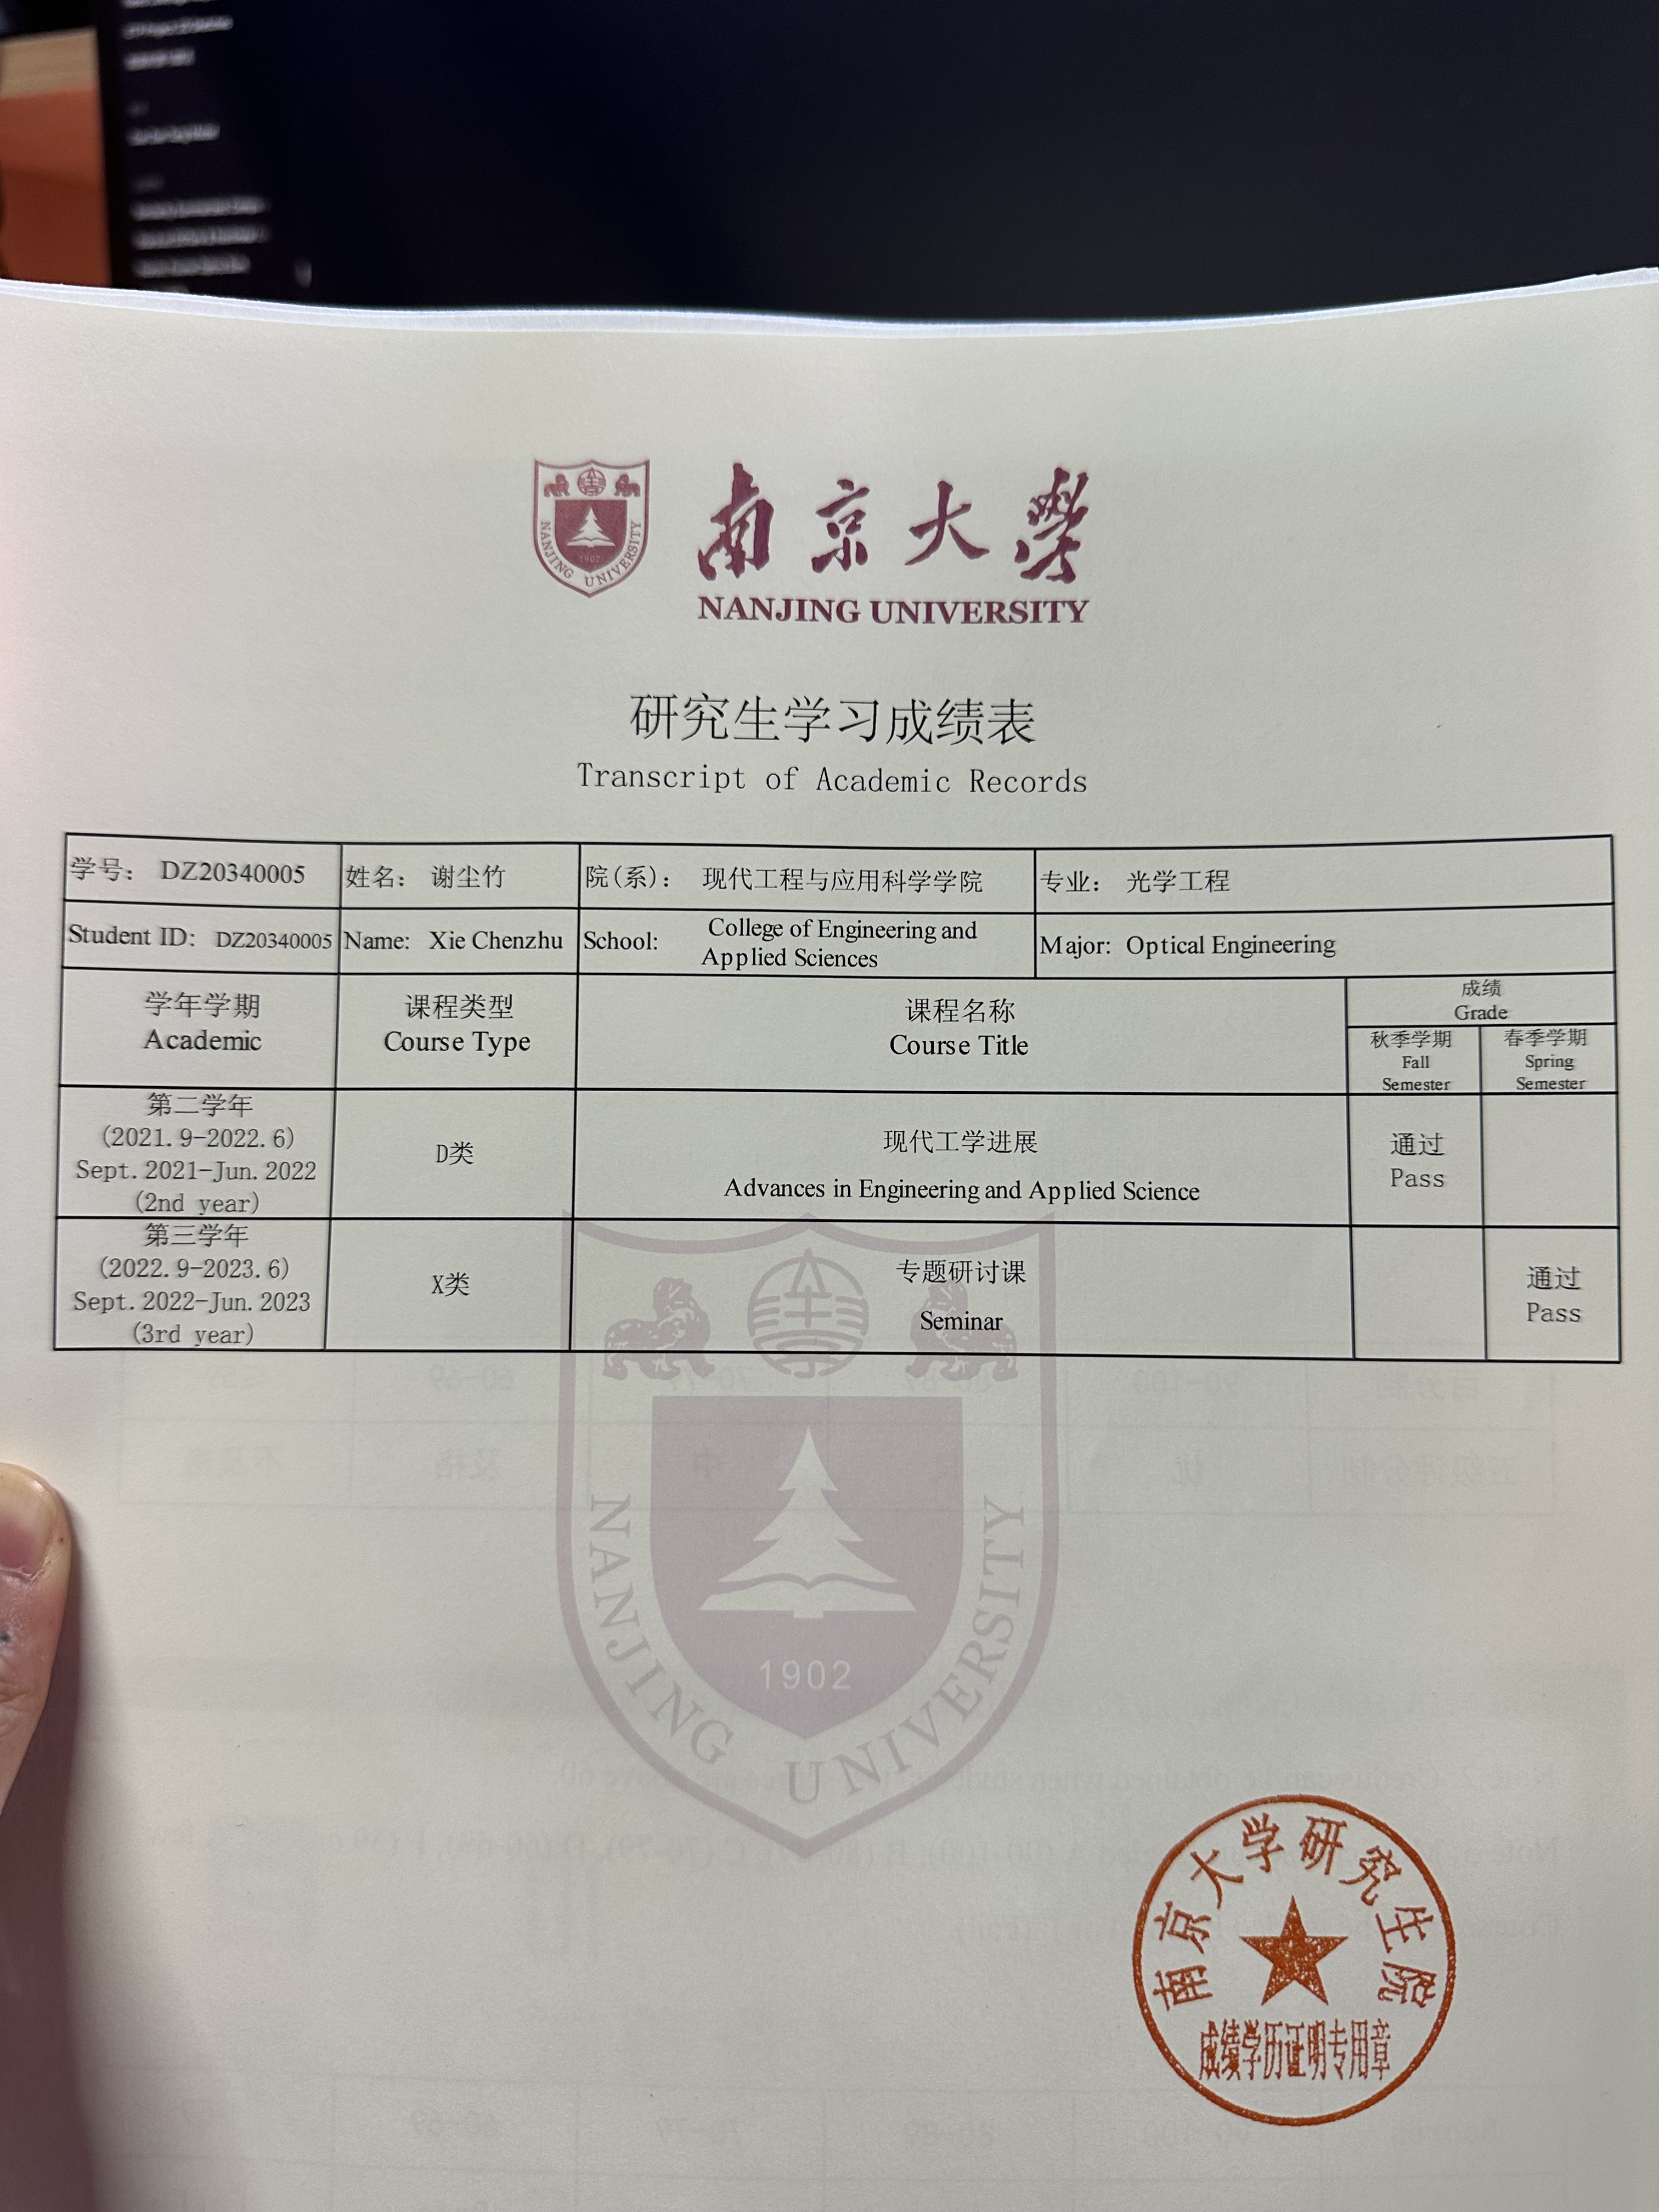 南京大學
NANJING UNIVERSITY
NANJING UNIVERSITY
1902
研究生学习成绩表
Transcript of Academic Records
学号： DZ20340005 姓名： 谢尘竹 院(系)： 现代工程与应用科学学院 专业： 光学工程
Student ID: DZ20340005 Name: Xie Chenzhu School: College of Engineering and Applied Sciences Major: Optical Engineering
学年学期 课程类型 课程名称 成绩
Academic Course Type Course Title Grade
秋季学期 春季学期
Fall Spring
Semester Semester
第二学年
(2021.9-2022.6)
Sept.2021-Jun.2022
(2nd year)
D类
现代工学进展
Advances in Engineering and Applied Science
通过
Pass
第三学年
(2022.9-2023.6)
Sept.2022-Jun.2023
(3rd year)
X类
专题研讨课
Seminar
通过
Pass
1902
NANJING UNIVERSITY
南京大学研究生院
成绩学历证明专用章